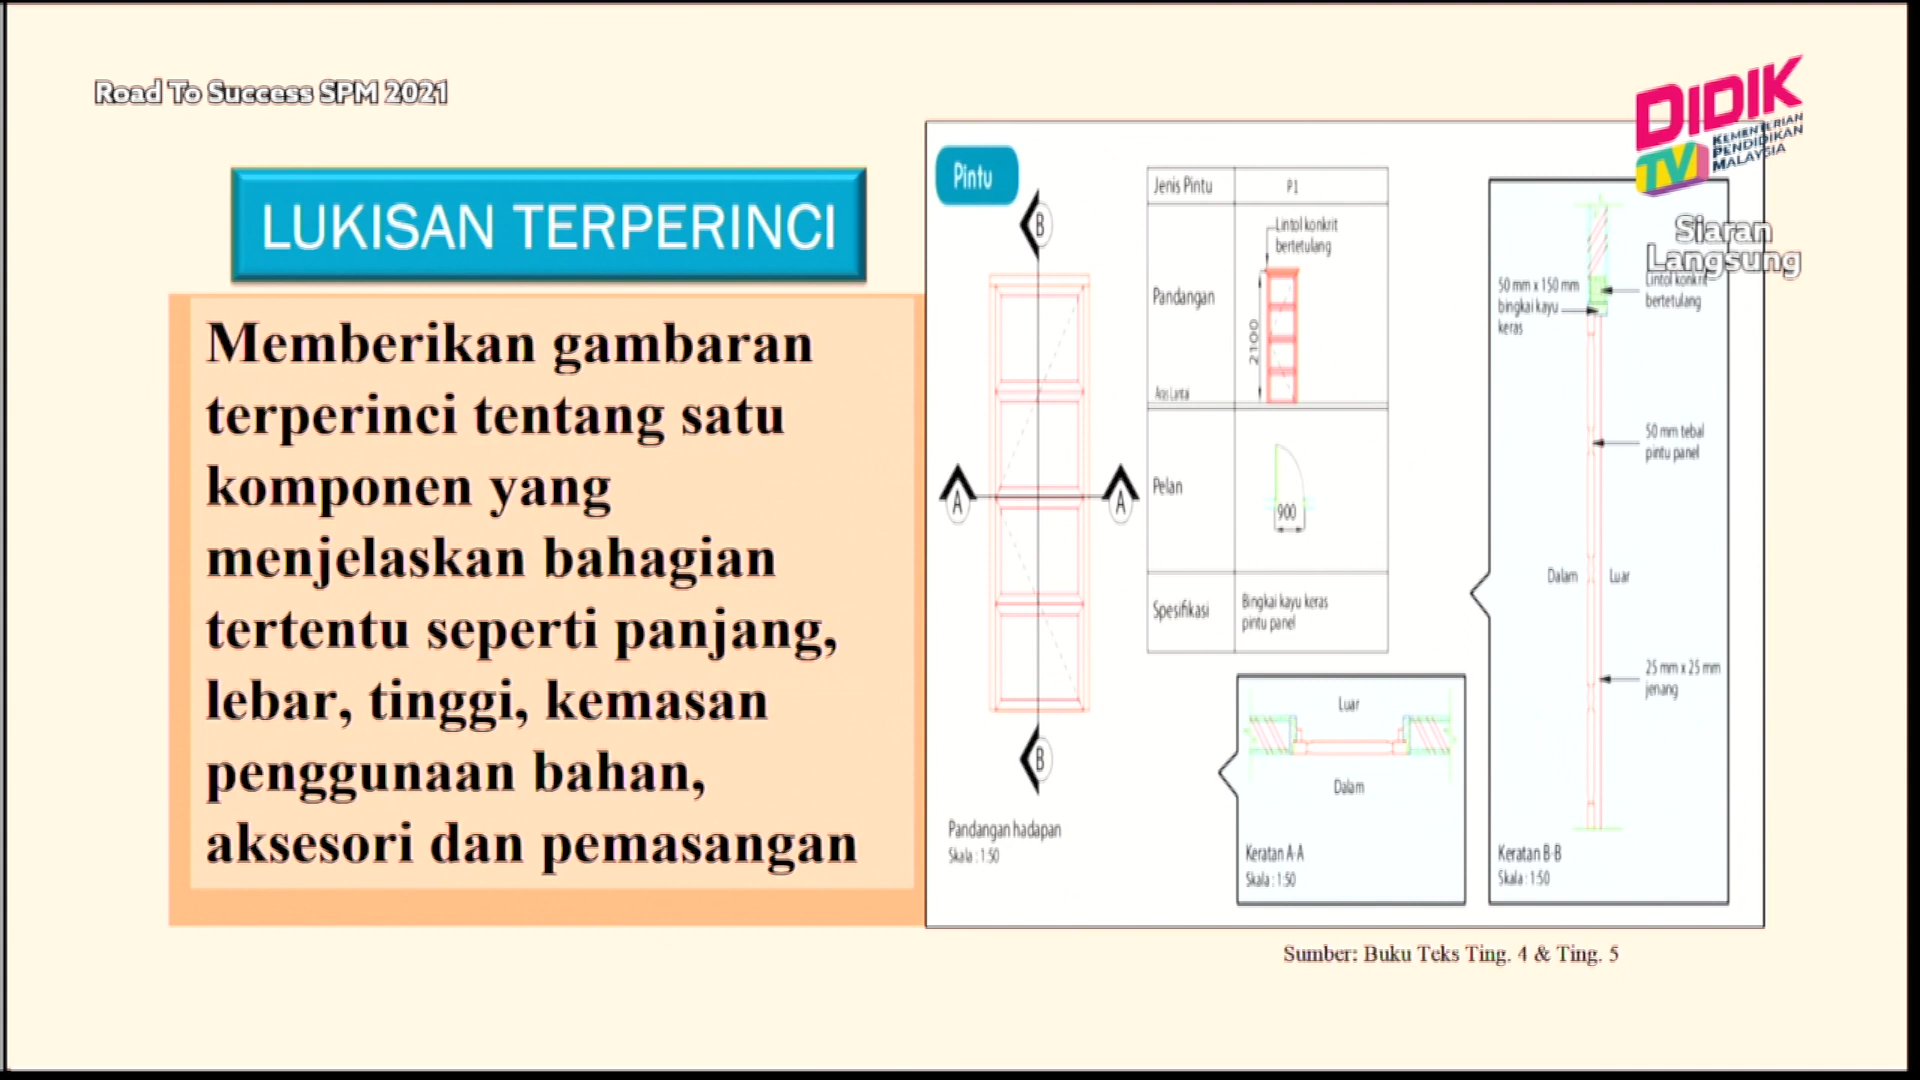 Road To Success SPM 2021
DIDIK
TV
KEMENTERIAN
PENDIDIKAN
MALAYSIA
Siaran
Langsung
LUKISAN TERPERINCI
Memberikan gambaran
terperinci tentang satu
komponen yang
menjelaskan bahagian
tertentu seperti panjang,
lebar, tinggi, kemasan
penggunaan bahan,
aksesori dan pemasangan
Pintu
B
A
A
B
Pandangan hadapan
Skala : 1:50
Jenis Pintu
P1
Pandangan
Lintol konkrit
bertetulang
2100
Aras Lantai
Pelan
900
Spesifikasi
Bingkai kayu keras
pintu panel
Luar
Dalam
Keratan A-A
Skala : 1:50
50 mm x 150 mm
bingkai kayu
keras
Lintol konkrit
bertetulang
50 mm tebal
pintu panel
Dalam
Luar
25 mm x 25 mm
jenang
Keratan B-B
Skala : 1:50
Sumber: Buku Teks Ting. 4 & Ting. 5